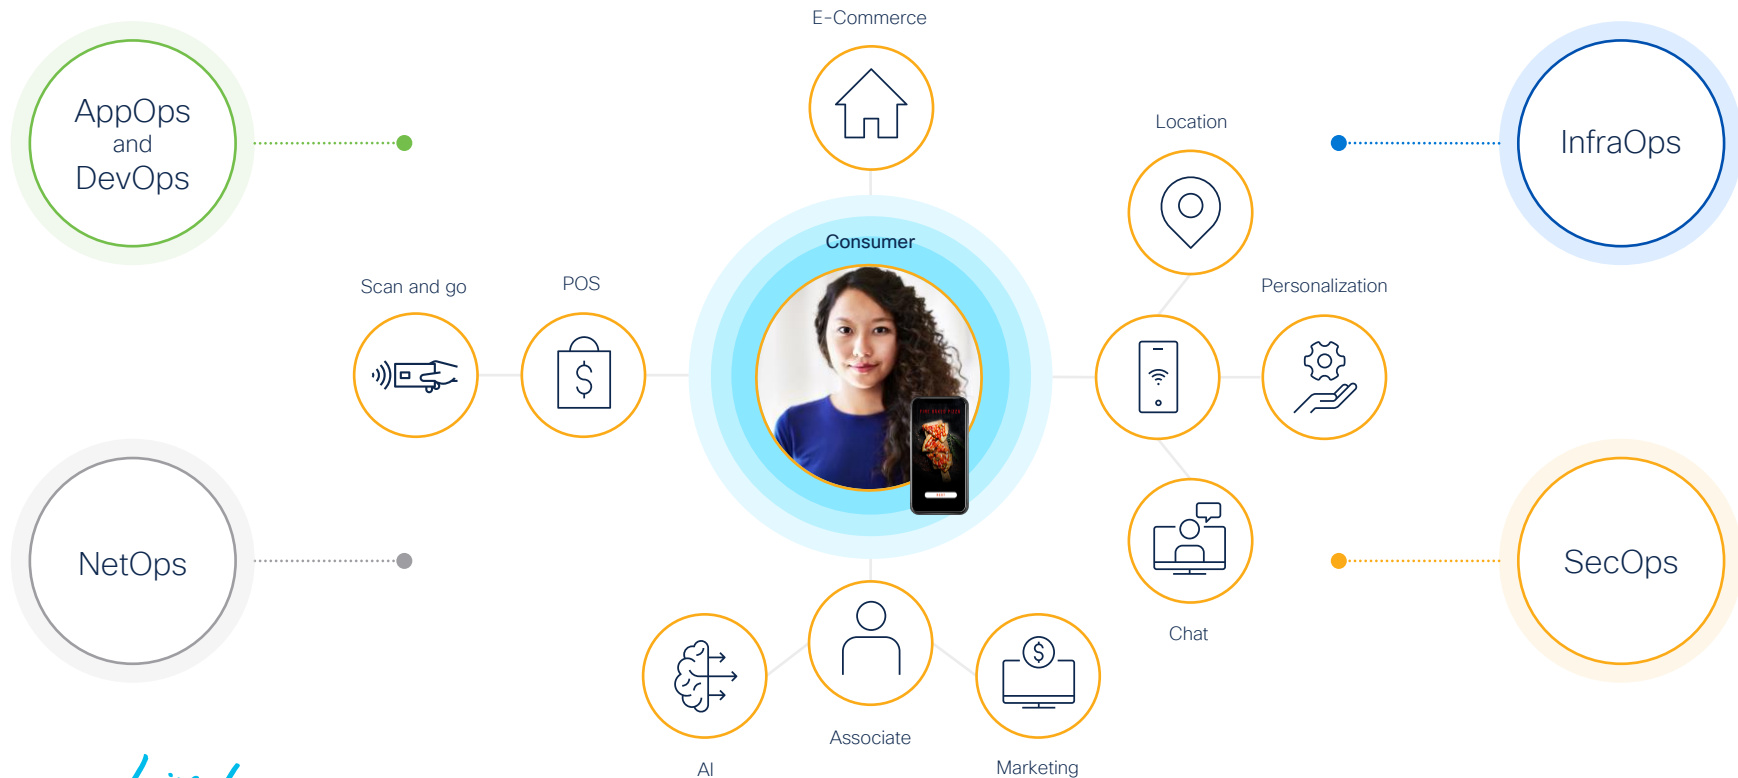 E-Commerce
AppOps
and
DevOps
Location
InfraOps
Consumer
Scan and go
POS
Personalization
NetOps
SecOps
Chat
Associate
AI
Marketing